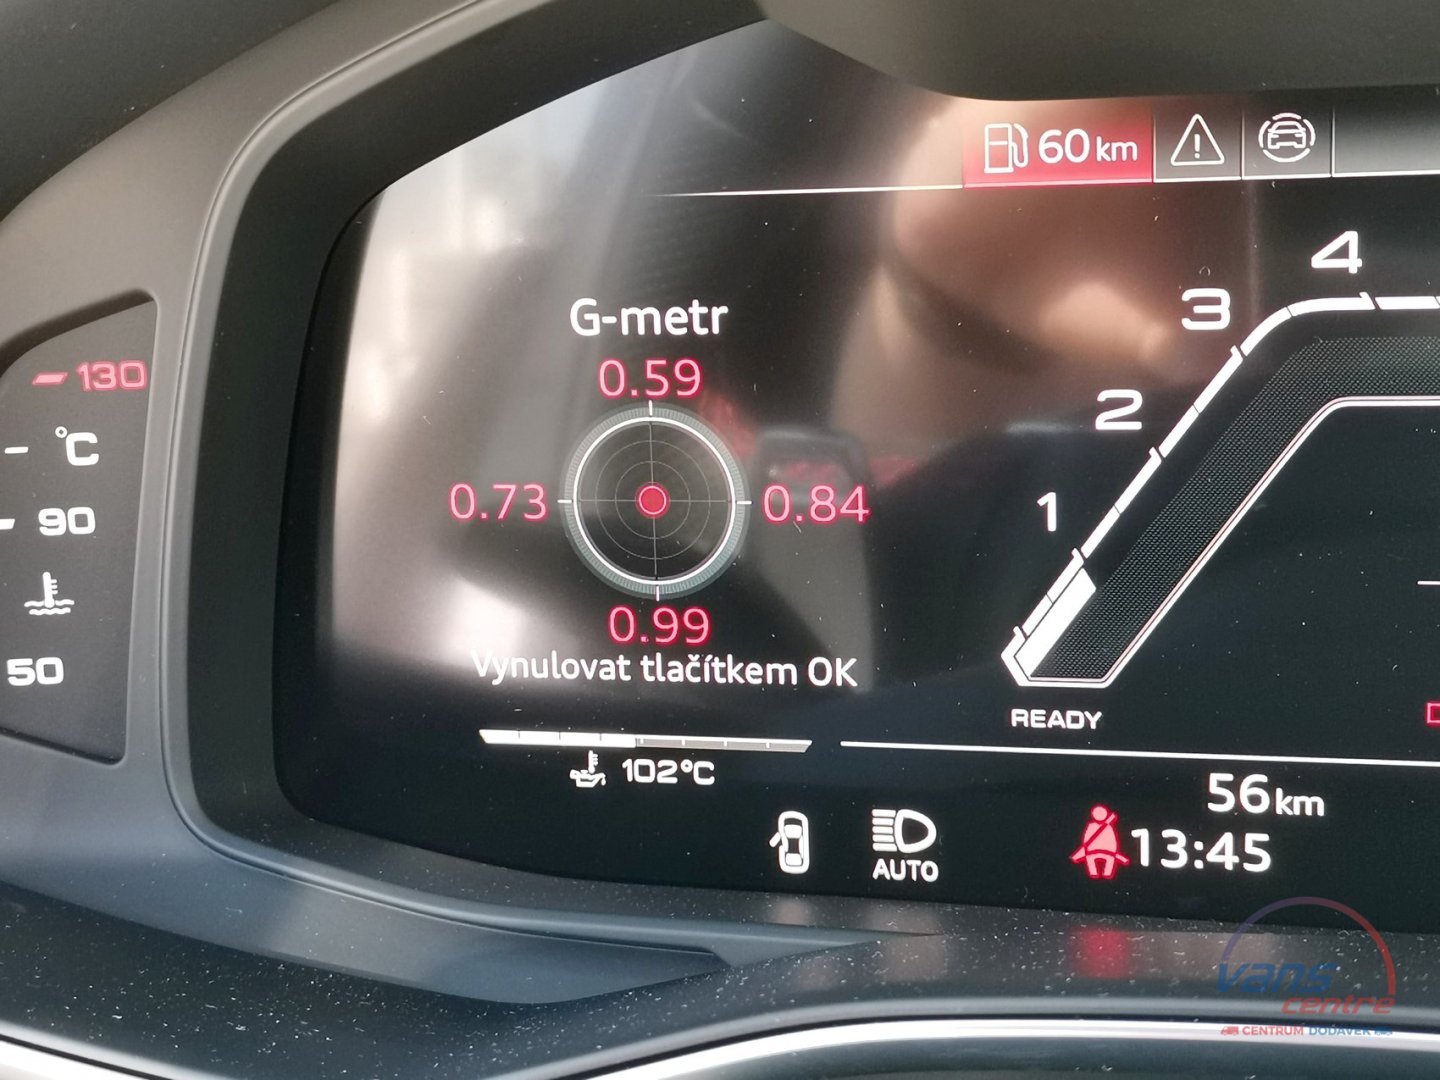 60 km
4
3
2
1
G-metr
0.59
0.73
0.84
0.99
Vynulovat tlačítkem OK
130
°C
90
50
READY
102°C
56 km
AUTO
13:45
vans
centre
CENTRUM DODÁVEK